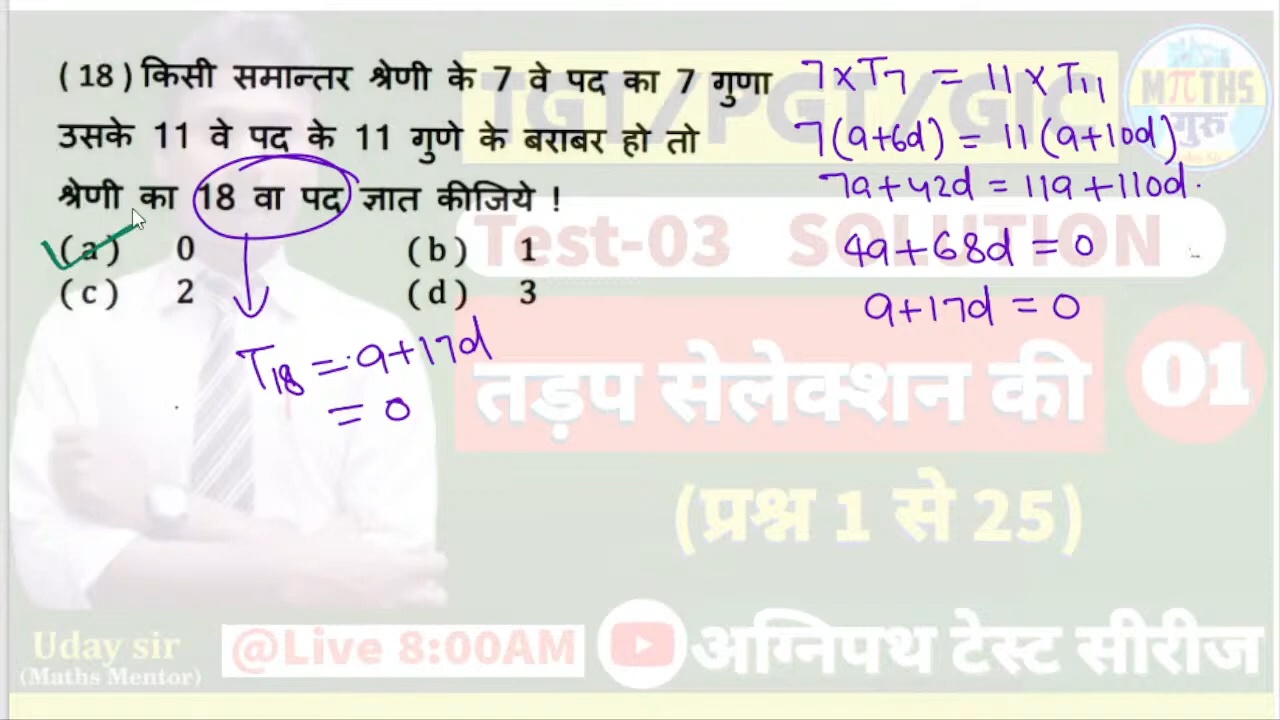 (18) किसी समान्तर श्रेणी के 7 वे पद का 7 गुणा
उसके 11 वे पद के 11 गुणे के बराबर हो तो
श्रेणी का 18 वा पद ज्ञात कीजिये !
(a) 0 (b) 1
(c) 2 (d) 3
T18 = a+17d
= 0
7×T7 = 11×T11
7(a+6d) = 11(a+10d)
7a+42d = 11a+110d
4a+68d = 0
a+17d = 0
TGT/PGT/GIC
MπTHS
गुरु
Test-03 SOLUTION
तड़प सेलेक्शन की 01
(प्रश्न 1 से 25)
Uday sir
(Maths Mentor)
@Live 8:00AM
अग्निपथ टेस्ट सीरीज